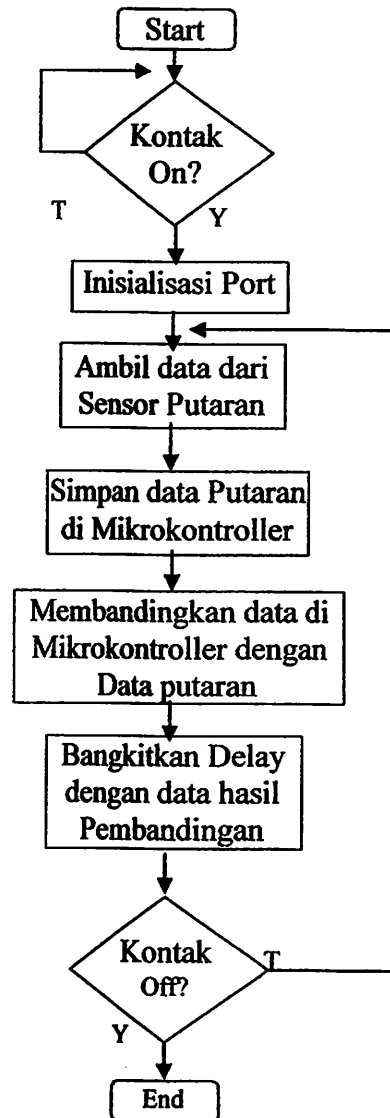 Start
Kontak
On?
T
Y
Inisialisasi Port
Ambil data dari
Sensor Putaran
Simpan data Putaran
di Mikrokontroller
Membandingkan data di
Mikrokontroller dengan
Data putaran
Bangkitkan Delay
dengan data hasil
Pembandingan
Kontak
Off?
T
Y
End